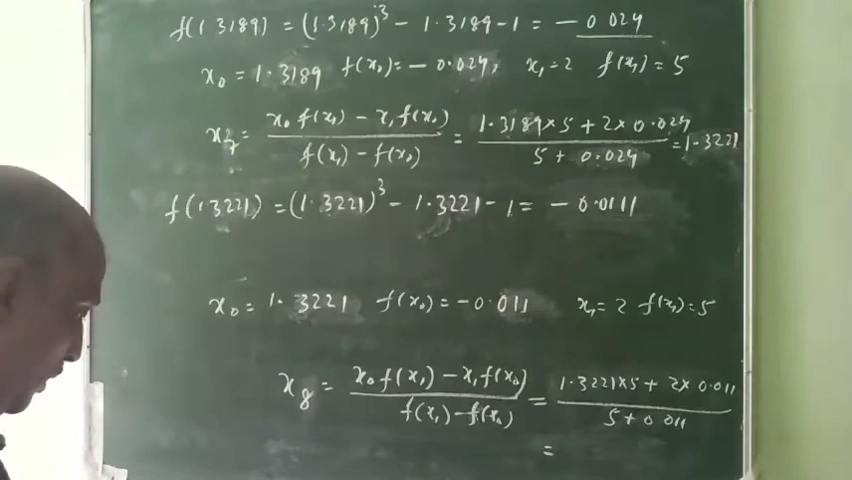 f(1.3189) = (1.3189)³ - 1.3189 - 1 = - 0.024
x₀ = 1.3189 f(x₀) = - 0.024, x₁ = 2 f(x₁) = 5
x₇ = (x₀ f(x₁) - x₁ f(x₀)) / (f(x₁) - f(x₀)) = (1.3189 × 5 + 2 × 0.024) / (5 + 0.024) = 1.3221
f(1.3221) = (1.3221)³ - 1.3221 - 1 = - 0.0111
x₀ = 1.3221 f(x₀) = - 0.011 x₁ = 2 f(x₁) = 5
x₈ = (x₀ f(x₁) - x₁ f(x₀)) / (f(x₁) - f(x₀)) = (1.3221 × 5 + 2 × 0.011) / (5 + 0.011)
=